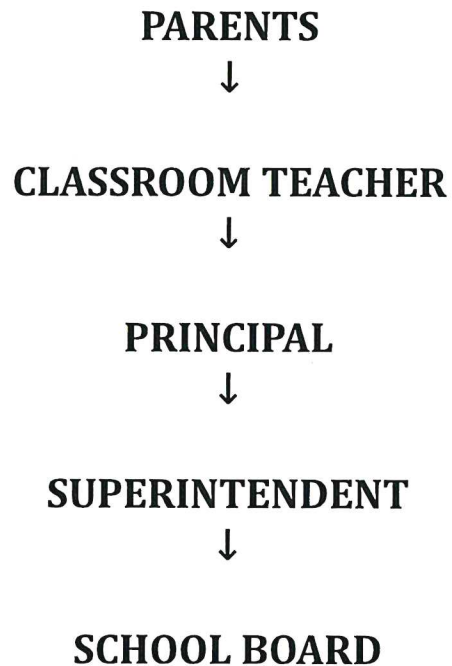 PARENTS
↓
CLASSROOM TEACHER
↓
PRINCIPAL
↓
SUPERINTENDENT
↓
SCHOOL BOARD